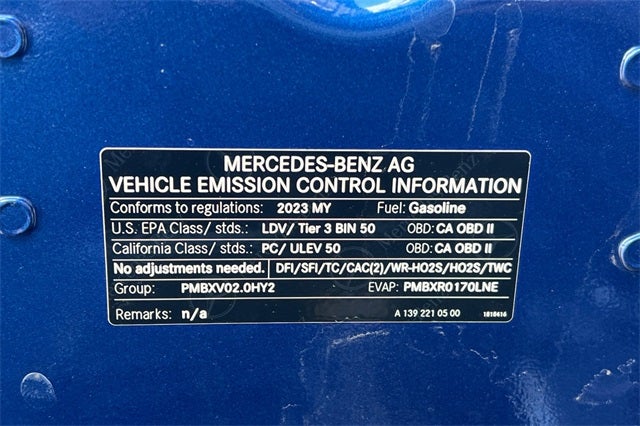 MERCEDES-BENZ AG
VEHICLE EMISSION CONTROL INFORMATION
Conforms to regulations: 2023 MY Fuel: Gasoline
U.S. EPA Class/ stds.: LDV/ Tier 3 BIN 50 OBD: CA OBD II
California Class/ stds.: PC/ ULEV 50 OBD: CA OBD II
No adjustments needed. DFI/SFI/TC/CAC(2)/WR-HO2S/HO2S/TWC
Group: PMBXV02.0HY2 EVAP: PMBXR0170LNE
Remarks: n/a A 139 221 05 00 1818416